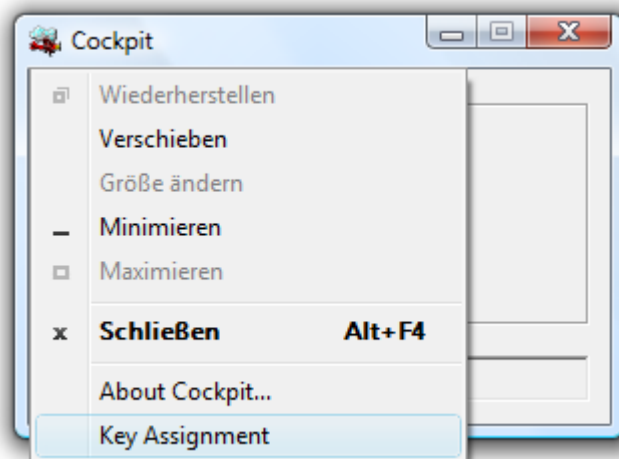 Cockpit
Wiederherstellen
Verschieben
Größe ändern
Minimieren
Maximieren
Schließen Alt+F4
About Cockpit...
Key Assignment